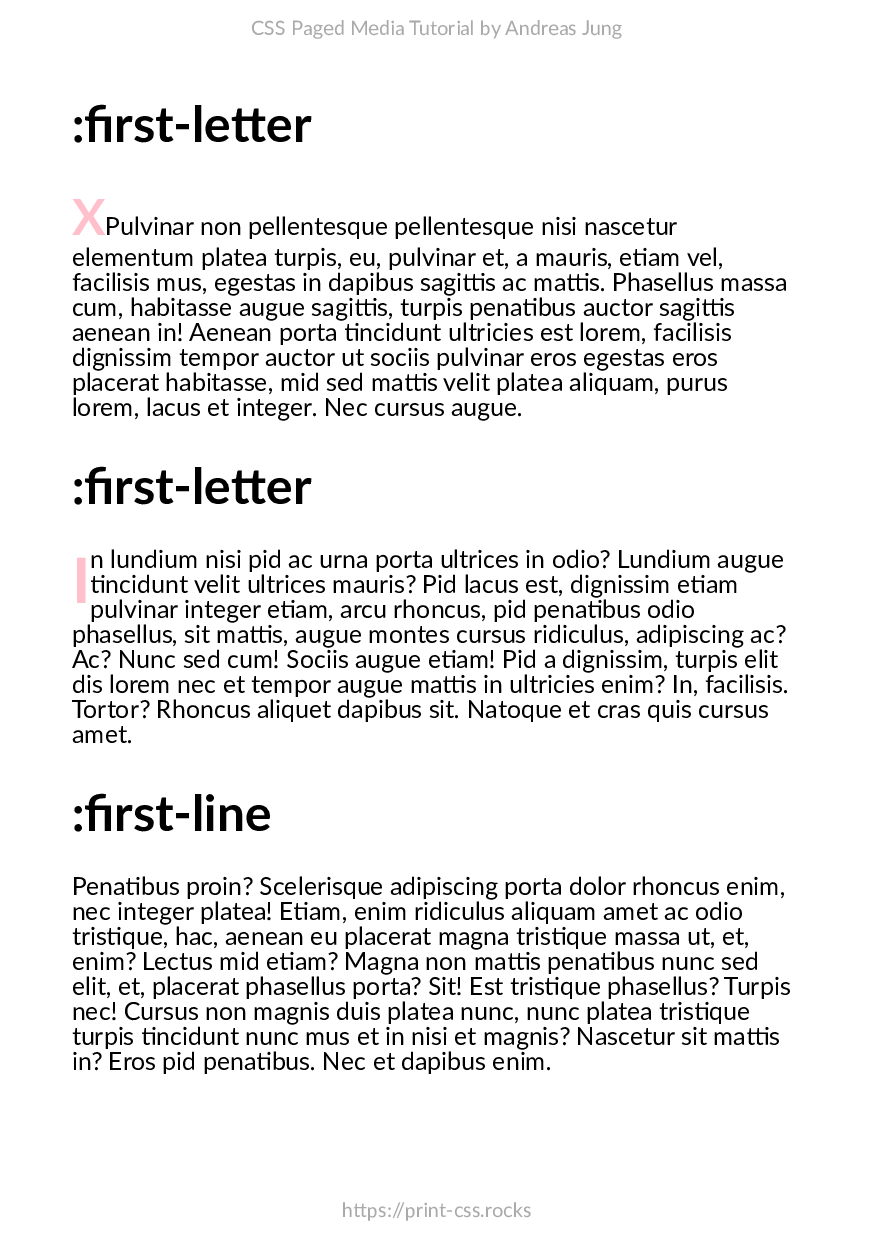 CSS Paged Media Tutorial by Andreas Jung
:first-letter
XPulvinar non pellentesque pellentesque nisi nascetur
elementum platea turpis, eu, pulvinar et, a mauris, etiam vel,
facilisis mus, egestas in dapibus sagittis ac mattis. Phasellus massa
cum, habitasse augue sagittis, turpis penatibus auctor sagittis
aenean in! Aenean porta tincidunt ultricies est lorem, facilisis
dignissim tempor auctor ut sociis pulvinar eros egestas eros
placerat habitasse, mid sed mattis velit platea aliquam, purus
lorem, lacus et integer. Nec cursus augue.
:first-letter
In lundium nisi pid ac urna porta ultrices in odio? Lundium augue
tincidunt velit ultrices mauris? Pid lacus est, dignissim etiam
pulvinar integer etiam, arcu rhoncus, pid penatibus odio
phasellus, sit mattis, augue montes cursus ridiculus, adipiscing ac?
Ac? Nunc sed cum! Sociis augue etiam! Pid a dignissim, turpis elit
dis lorem nec et tempor augue mattis in ultricies enim? In, facilisis.
Tortor? Rhoncus aliquet dapibus sit. Natoque et cras quis cursus
amet.
:first-line
Penatibus proin? Scelerisque adipiscing porta dolor rhoncus enim,
nec integer platea! Etiam, enim ridiculus aliquam amet ac odio
tristique, hac, aenean eu placerat magna tristique massa ut, et,
enim? Lectus mid etiam? Magna non mattis penatibus nunc sed
elit, et, placerat phasellus porta? Sit! Est tristique phasellus? Turpis
nec! Cursus non magnis duis platea nunc, nunc platea tristique
turpis tincidunt nunc mus et in nisi et magnis? Nascetur sit mattis
in? Eros pid penatibus. Nec et dapibus enim.
https://print-css.rocks